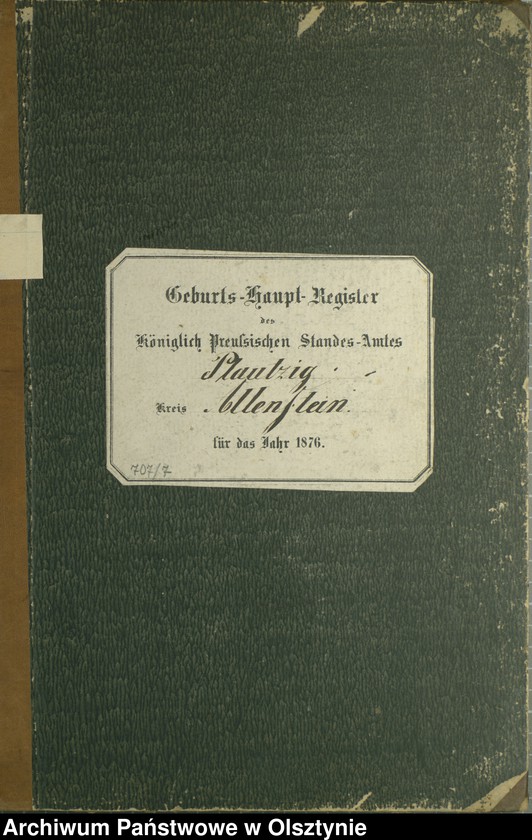 Geburts-Haupt-Register
des
Königlich Preußischen Standes-Amtes
Plautzig
Kreis Allenstein.
für das Jahr 1876.
707/7
Archiwum Państwowe w Olsztynie